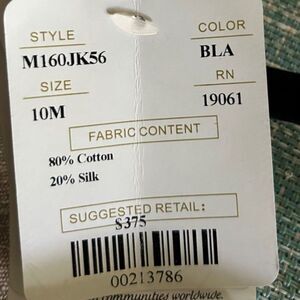 STYLE COLOR
M160JK56 BLA
SIZE RN
10M 19061
FABRIC CONTENT
80% Cotton
20% Silk
SUGGESTED RETAIL:
$375
00213786
communities worldwide.